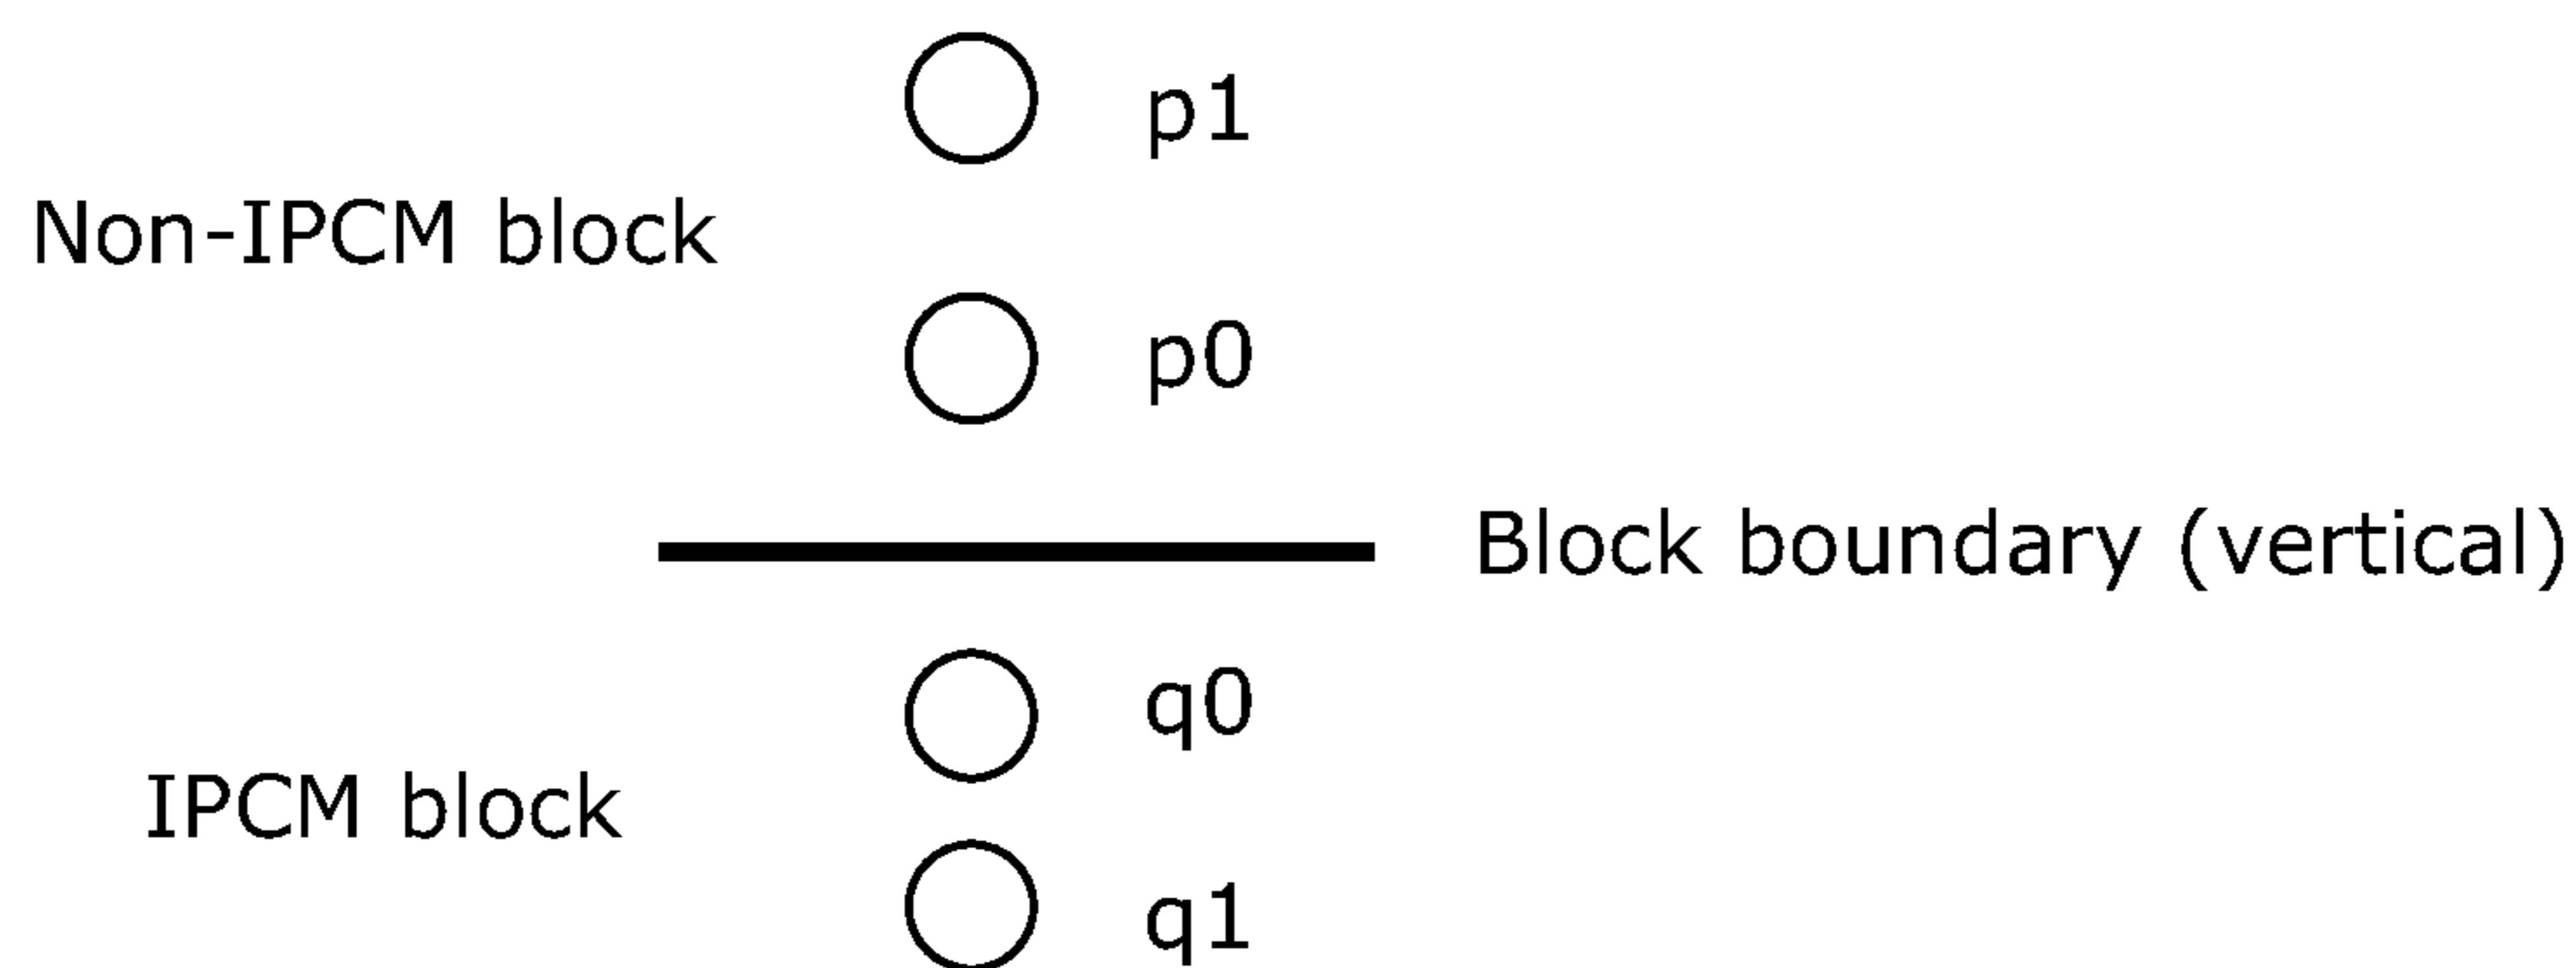 p1
Non-IPCM block
p0
Block boundary (vertical)
q0
IPCM block
q1